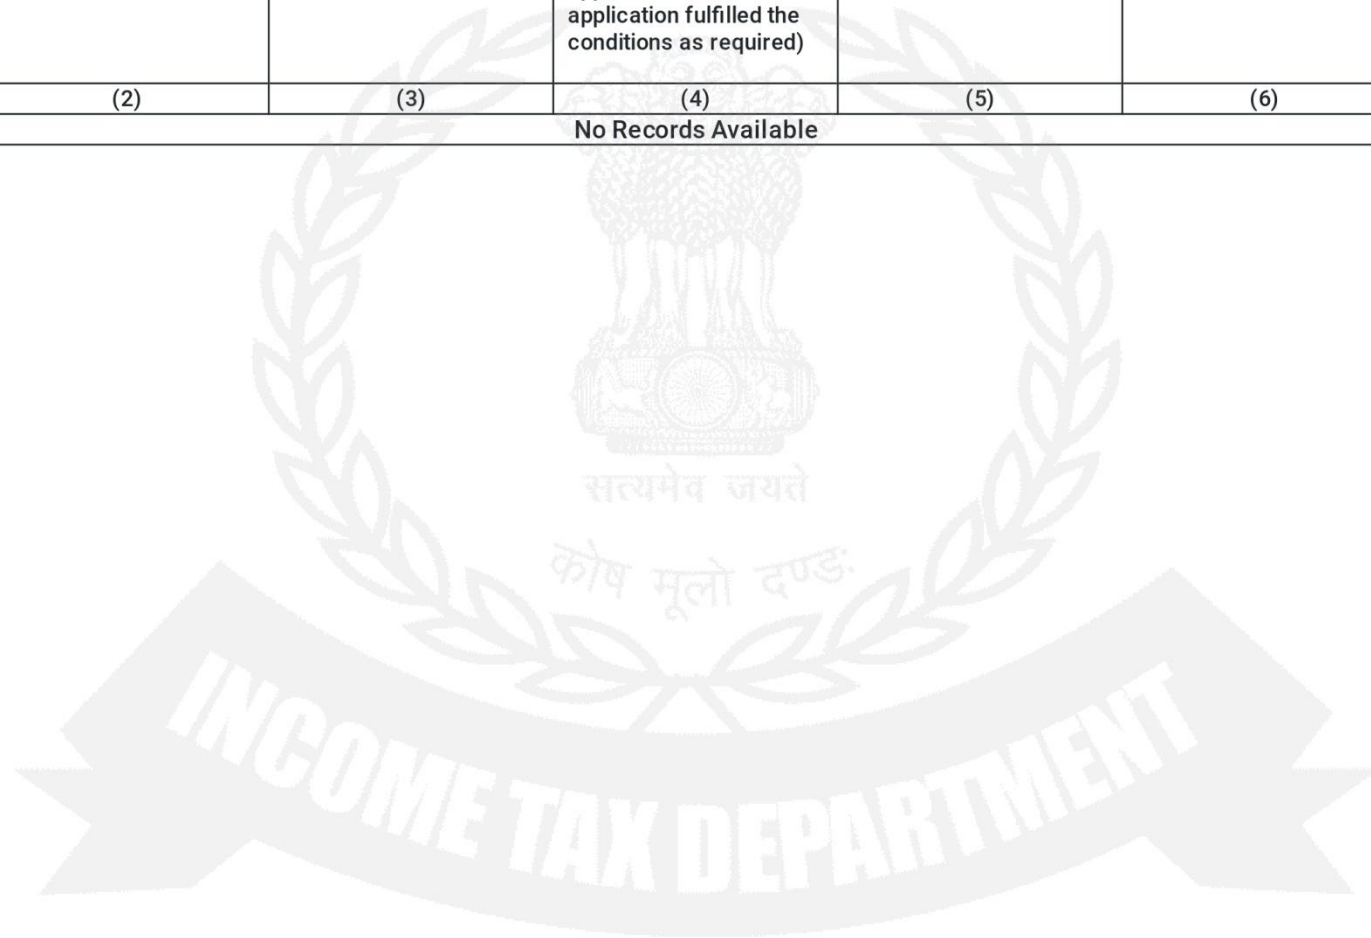 application fulfilled the
conditions as required)
(2) (3) (4) (5) (6)
No Records Available
सत्यमेव जयते
कोष मूलो दण्डः
INCOME TAX DEPARTMENT